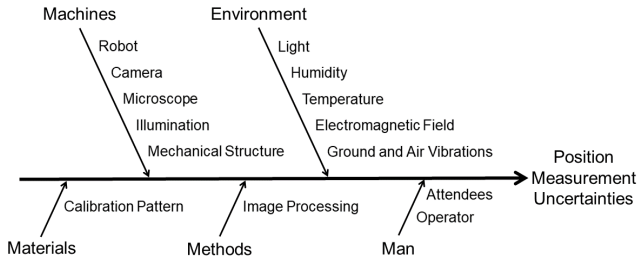 Machines
Environment
Robot
Light
Camera
Humidity
Microscope
Temperature
Illumination
Electromagnetic Field
Mechanical Structure
Ground and Air Vibrations
Position
Measurement
Uncertainties
Calibration Pattern
Image Processing
Attendees
Operator
Materials
Methods
Man